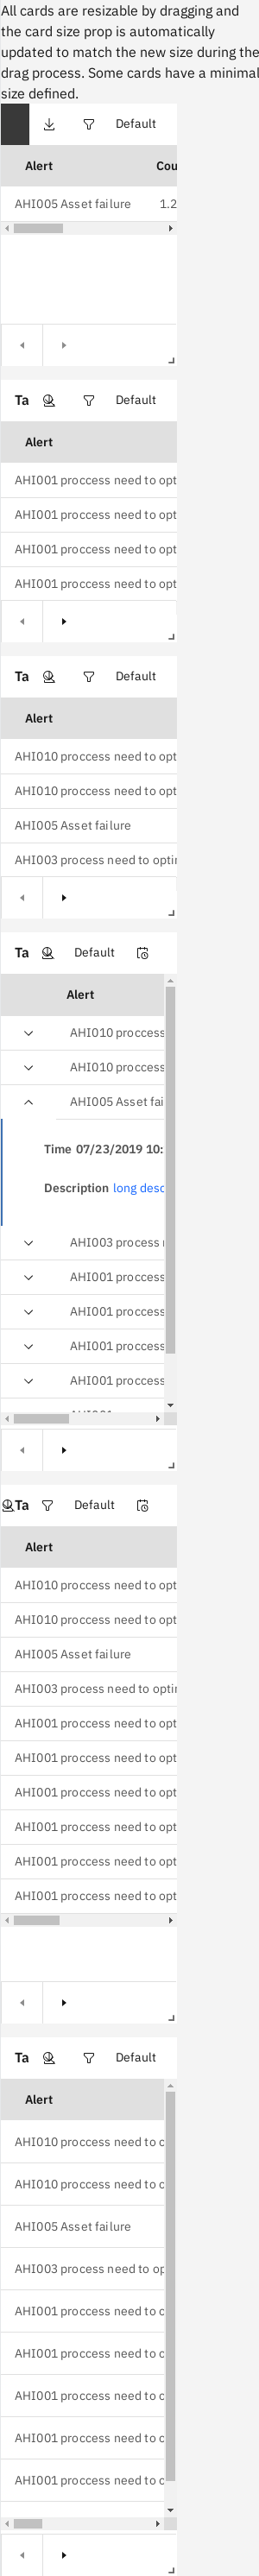 All cards are resizable by dragging and
the card size prop is automatically
updated to match the new size during the
drag process. Some cards have a minimal
size defined.
Default
Alert Cou
AHI005 Asset failure 1.2
Ta Default
Alert
AHI001 proccess need to opt
AHI001 proccess need to opt
AHI001 proccess need to opt
AHI001 proccess need to opt
Ta Default
Alert
AHI010 proccess need to opt
AHI010 proccess need to opt
AHI005 Asset failure
AHI003 process need to optin
Ta Default
Alert
AHI010 proccess
AHI010 proccess
AHI005 Asset fai
Time 07/23/2019 10:
Description long desc
AHI003 process n
AHI001 proccess
AHI001 proccess
AHI001 proccess
AHI001 proccess
Ta Default
Alert
AHI010 proccess need to opt
AHI010 proccess need to opt
AHI005 Asset failure
AHI003 process need to optin
AHI001 proccess need to opt
AHI001 proccess need to opt
AHI001 proccess need to opt
AHI001 proccess need to opt
AHI001 proccess need to opt
AHI001 proccess need to opt
Ta Default
Alert
AHI010 proccess need to o
AHI010 proccess need to o
AHI005 Asset failure
AHI003 process need to op
AHI001 proccess need to o
AHI001 proccess need to o
AHI001 proccess need to o
AHI001 proccess need to o
AHI001 proccess need to o